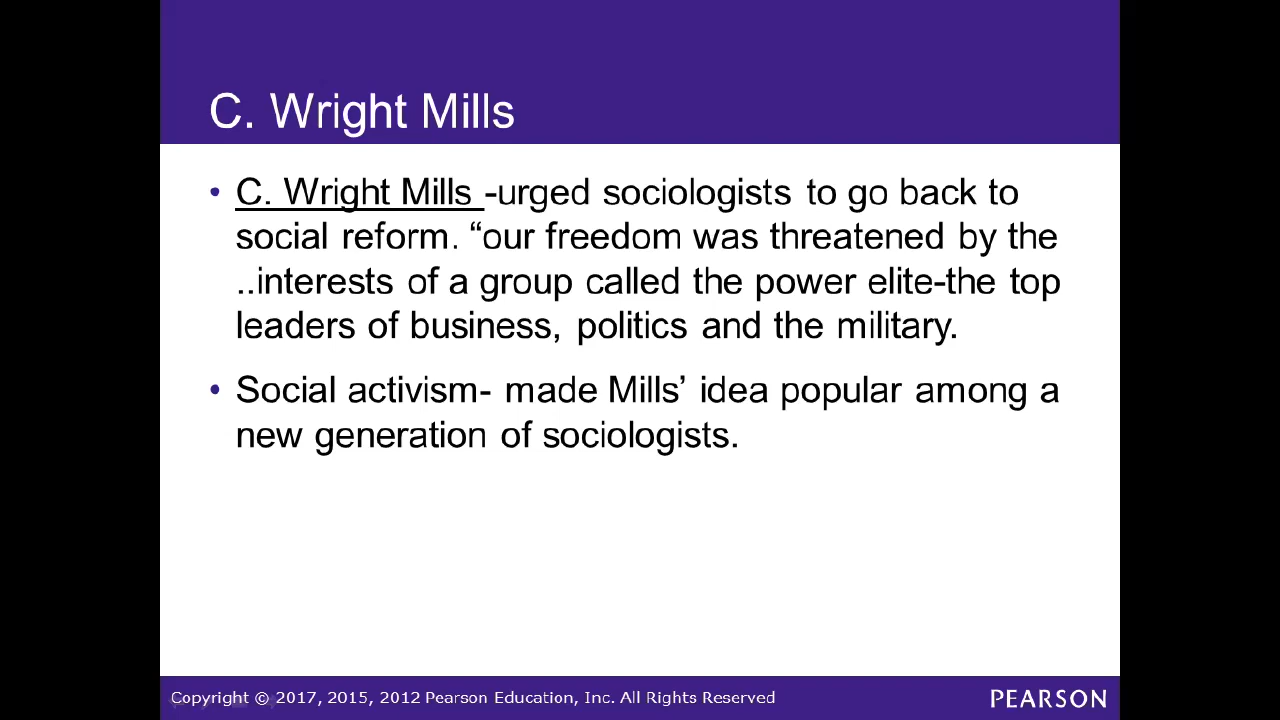 C. Wright Mills
• C. Wright Mills -urged sociologists to go back to
social reform. “our freedom was threatened by the
..interests of a group called the power elite-the top
leaders of business, politics and the military.
• Social activism- made Mills’ idea popular among a
new generation of sociologists.
Copyright © 2017, 2015, 2012 Pearson Education, Inc. All Rights Reserved
PEARSON